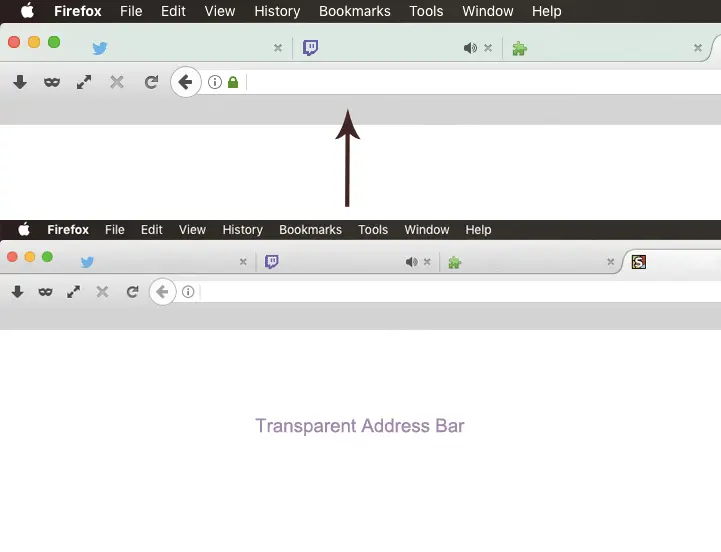 Firefox File Edit View History Bookmarks Tools Window Help
Firefox File Edit View History Bookmarks Tools Window Help
S
Transparent Address Bar